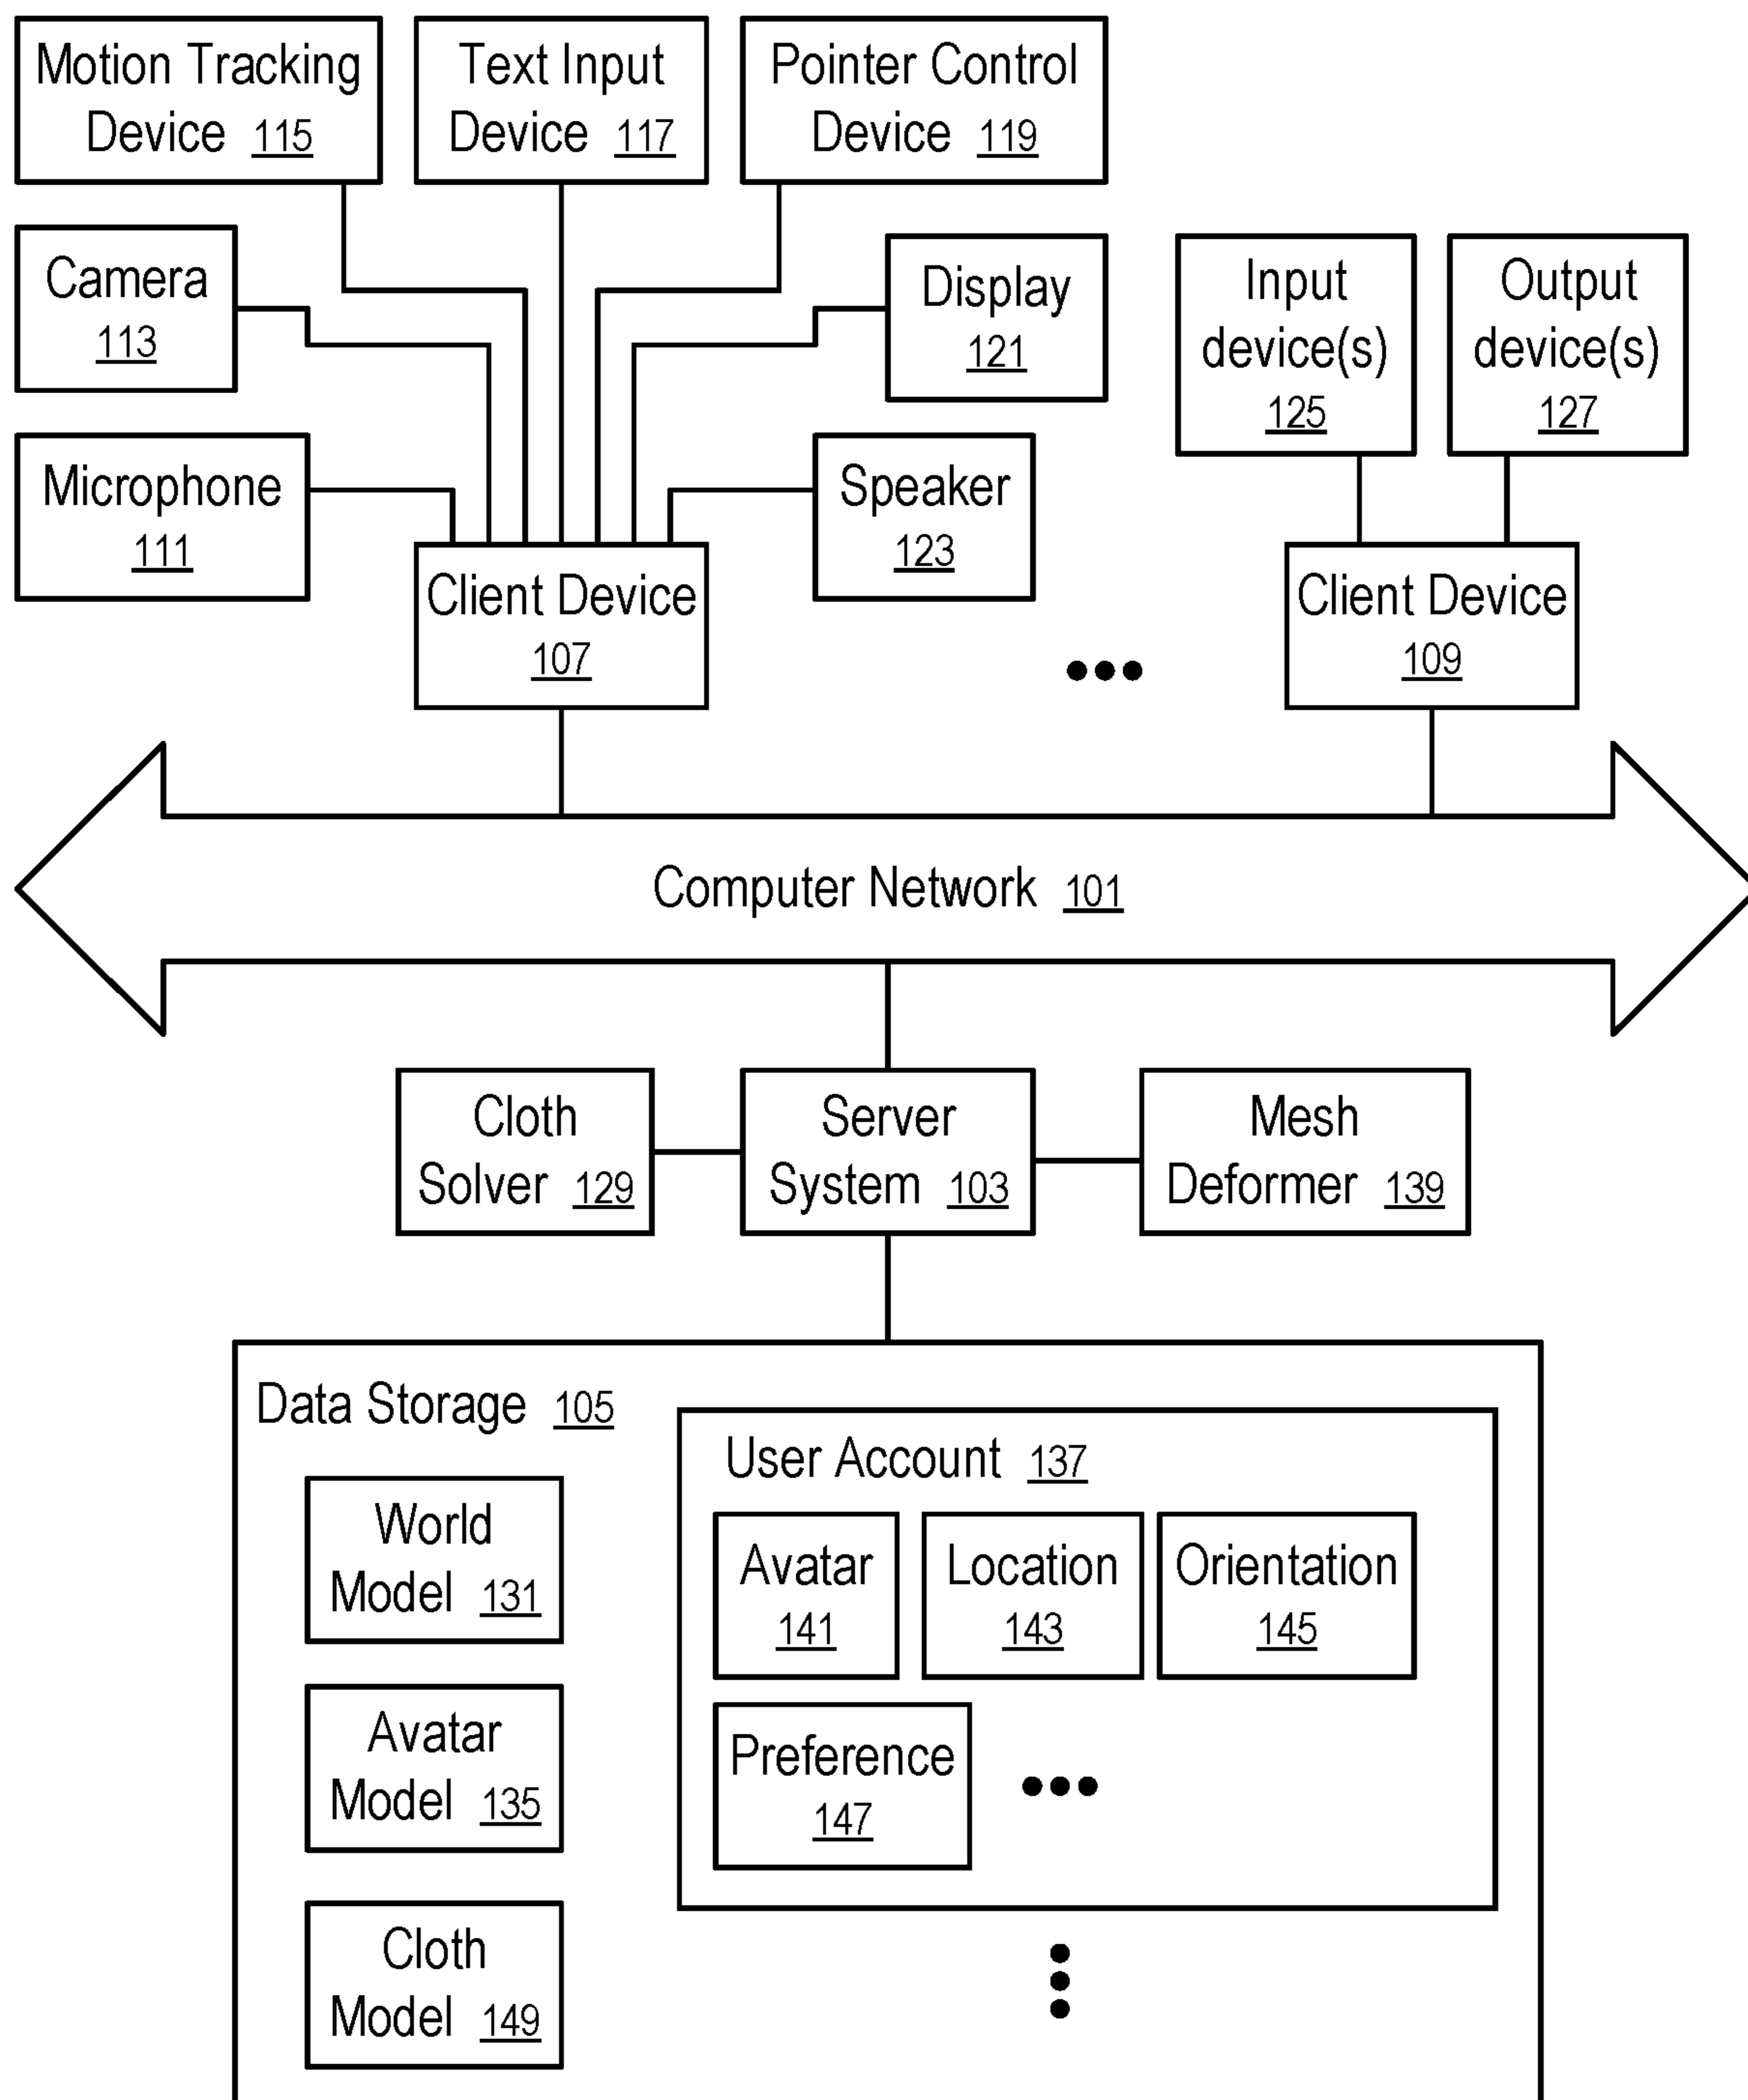 Motion Tracking
Device 115
Text Input
Device 117
Pointer Control
Device 119
Camera
113
Display
121
Input
device(s)
125
Output
device(s)
127
Microphone
111
Speaker
123
Client Device
107
Client Device
109
Computer Network 101
Cloth
Solver 129
Server
System 103
Mesh
Deformer 139
Data Storage 105
User Account 137
World
Model 131
Avatar
141
Location
143
Orientation
145
Avatar
Model 135
Preference
147
Cloth
Model 149